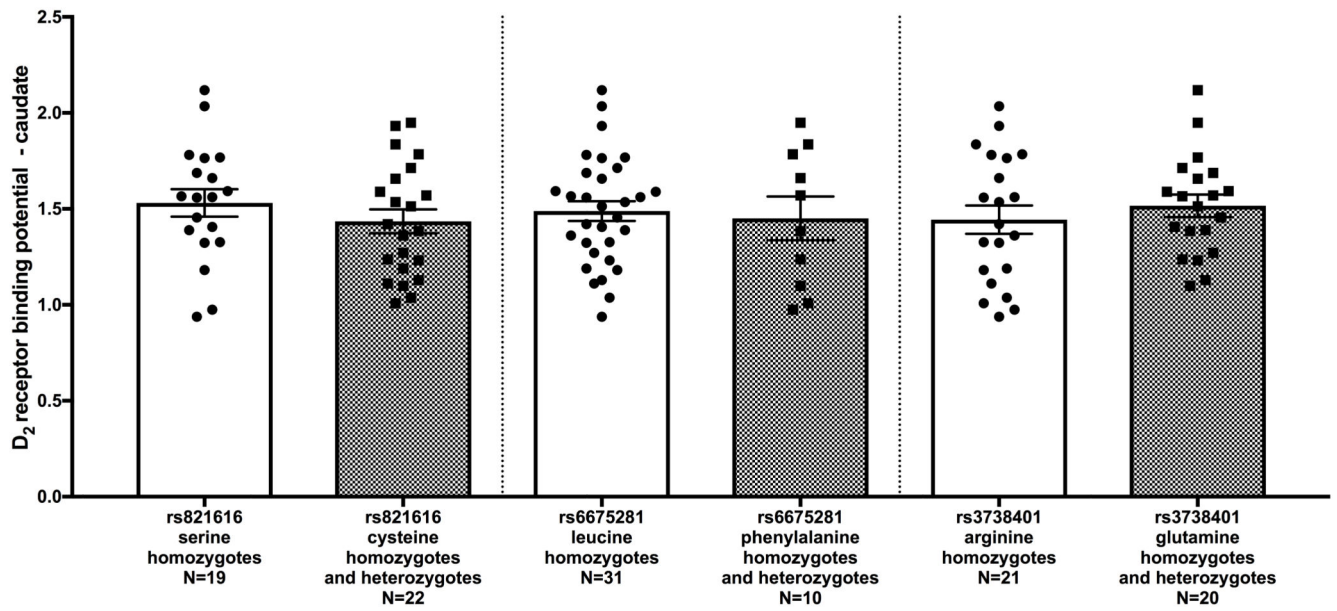 D2 receptor binding potential - caudate
2.5
2.0
1.5
1.0
0.5
0.0
rs821616
serine
homozygotes
N=19
rs821616
cysteine
homozygotes
and heterozygotes
N=22
rs6675281
leucine
homozygotes
N=31
rs6675281
phenylalanine
homozygotes
and heterozygotes
N=10
rs3738401
arginine
homozygotes
N=21
rs3738401
glutamine
homozygotes
and heterozygotes
N=20